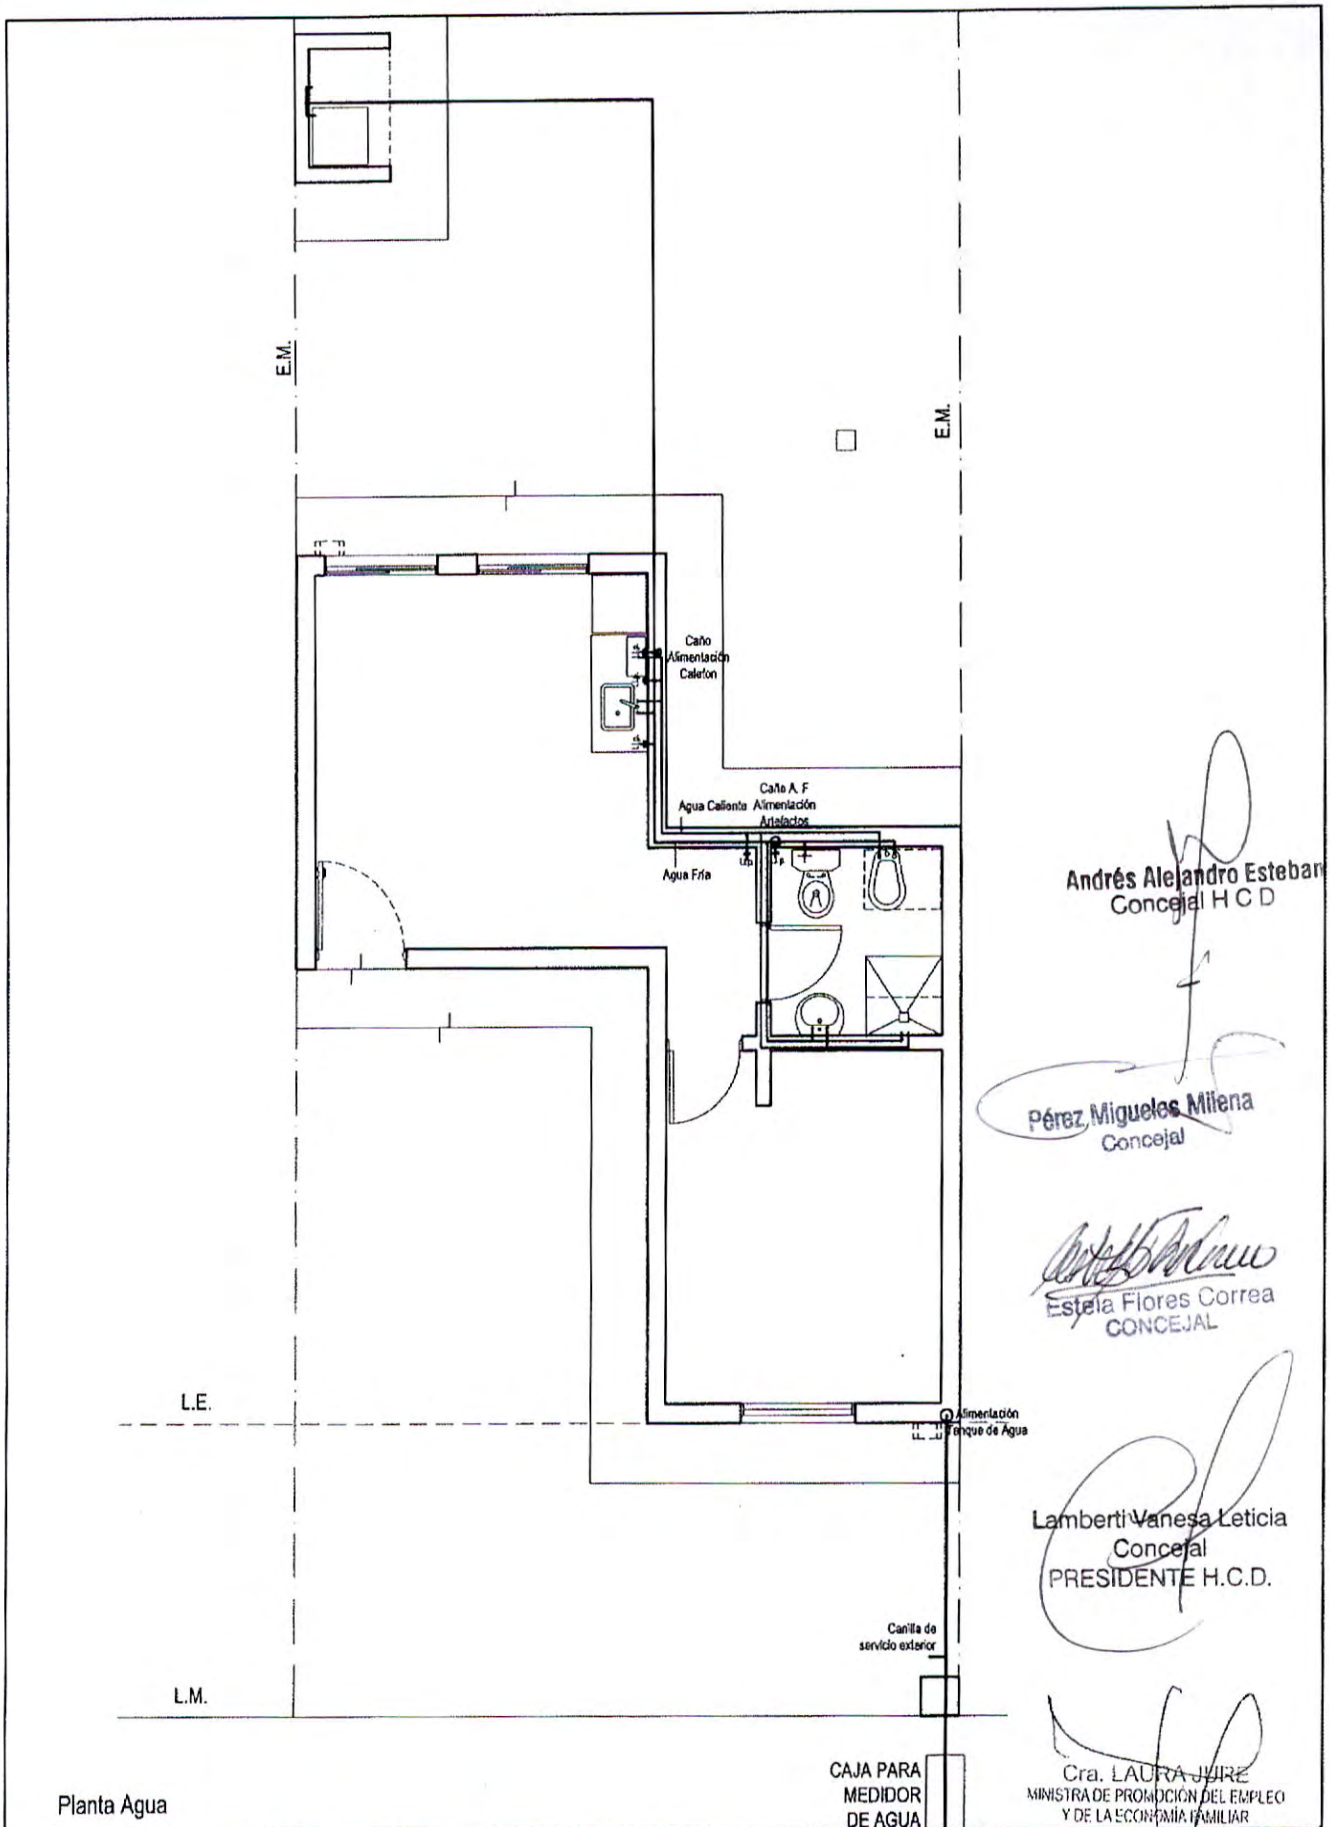 E.M.
E.M.
Caño
Alimentación
Calefon
Caño A. F
Alimentación
Artefactos
Agua Caliente
Agua Fría
Andrés Alejandro Esteban
Concejal H C D
Pérez Migueles Milena
Concejal
Estela Flores Correa
CONCEJAL
L.E.
Alimentación
Tanque de Agua
Lamberti Vanesa Leticia
Concejal
PRESIDENTE H.C.D.
Canilla de
servicio exterior
L.M.
CAJA PARA
MEDIDOR
DE AGUA
Cra. LAURA JURE
MINISTRA DE PROMOCIÓN DEL EMPLEO
Y DE LA ECONOMÍA FAMILIAR
Planta Agua